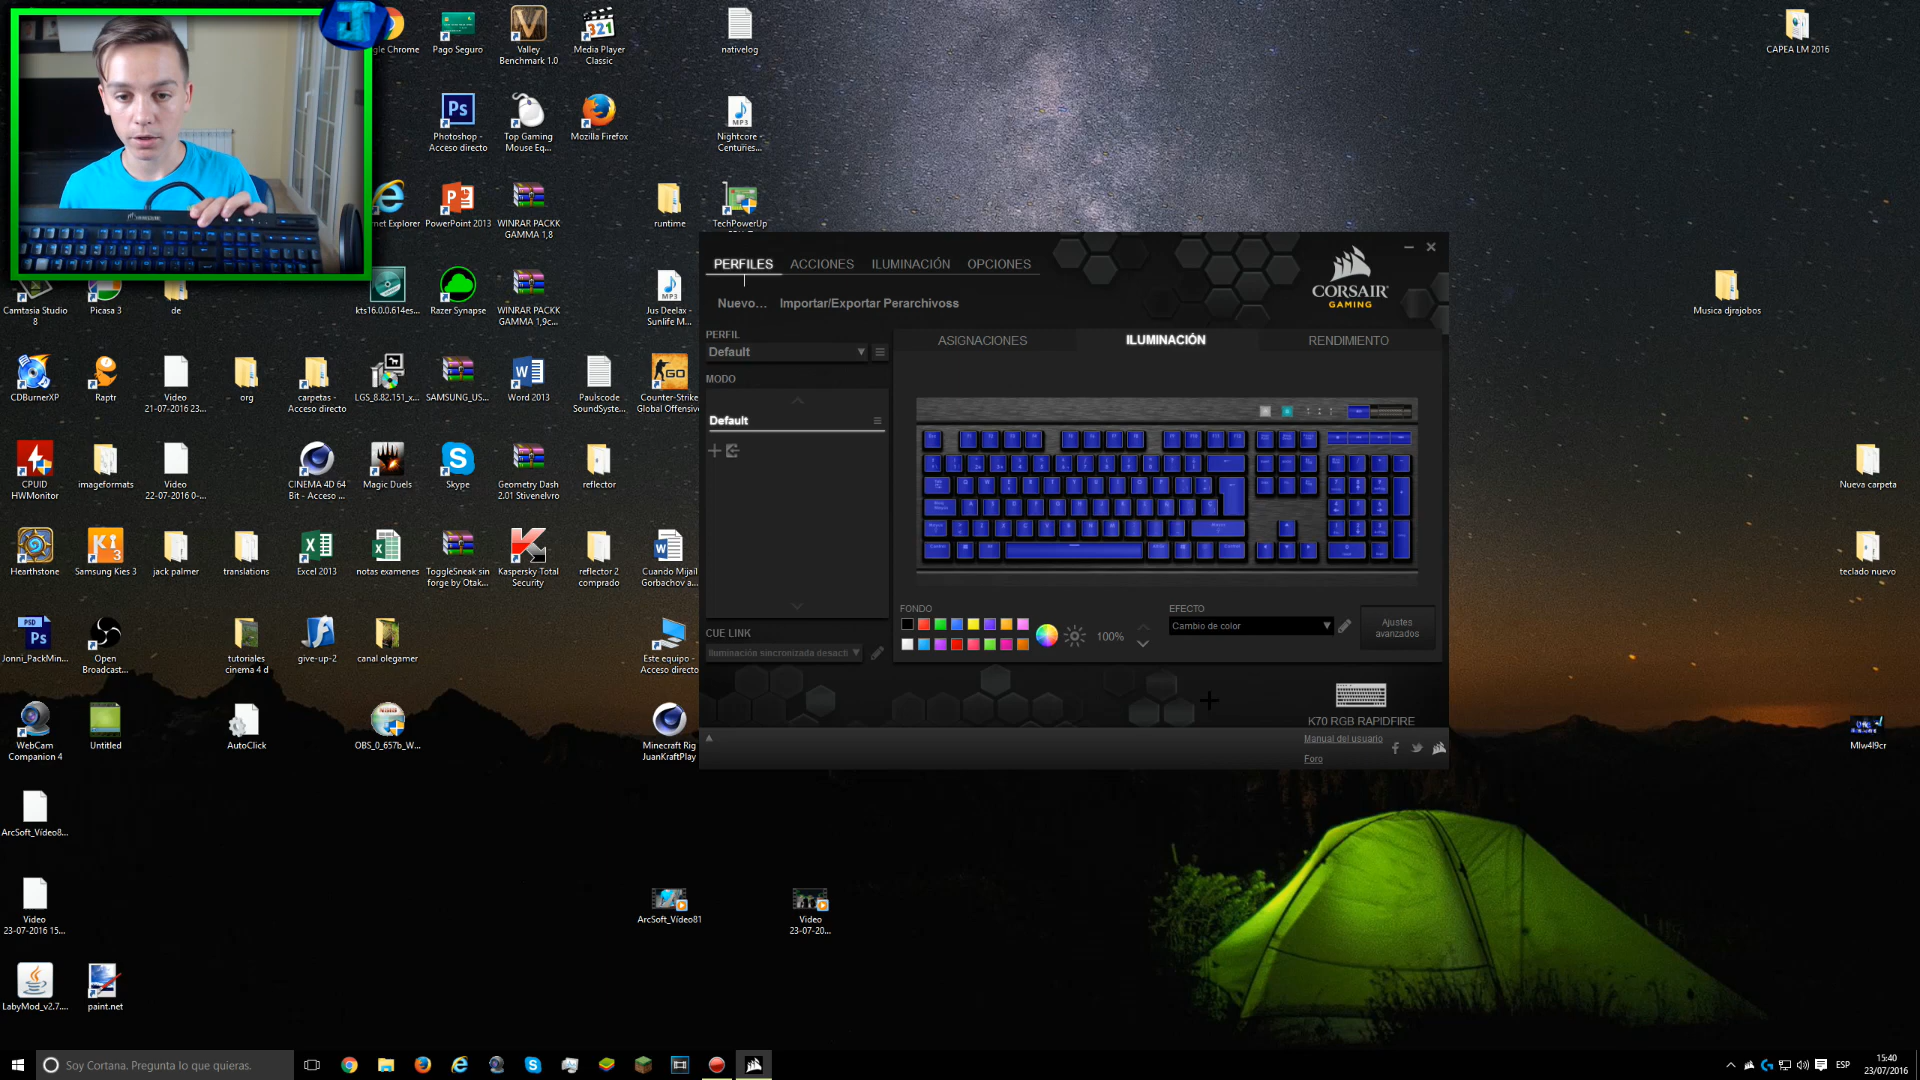 gle Chrome
Pago Seguro
Valley
Benchmark 1.0
Media Player
Classic
nativelog
CAPEA LM 2016
Photoshop -
Acceso directo
Top Gaming
Mouse Eq...
Mozilla Firefox
Nightcore -
Centuries...
net Explorer
PowerPoint 2013
WINRAR PACKK
GAMMA 1,8
runtime
TechPowerUp
Camtasia Studio
8
Picasa 3
de
kts16.0.0.614es...
Razer Synapse
WINRAR PACKK
GAMMA 1,9c...
Jus Deelax -
Sunlife M...
Musica djrajobos
CDBurnerXP
Raptr
Video
21-07-2016 23...
org
carpetas -
Acceso directo
LGS_8.82.151_x...
SAMSUNG_US...
Word 2013
Paulscode
SoundSyste...
Counter-Strike
Global Offensive
CPUID
HWMonitor
imageformats
Video
22-07-2016 0-...
CINEMA 4D 64
Bit - Acceso ...
Magic Duels
Skype
Geometry Dash
2.01 Stivenelvro
reflector
Nueva carpeta
Hearthstone
Samsung Kies 3
jack palmer
translations
Excel 2013
notas examenes
ToggleSneak sin
forge by Otak...
Kaspersky Total
Security
reflector 2
comprado
Cuando Mijaíl
Gorbachov a...
teclado nuevo
Jonni_PackMin...
Open
Broadcast...
tutoriales
cinema 4 d
give-up-2
canal olegamer
Este equipo -
Acceso directo
WebCam
Companion 4
Untitled
AutoClick
OBS_0_657b_W...
Minecraft Rig
JuanKraftPlay
Mlw4l9cr
ArcSoft_Video8...
Video
23-07-2016 15...
ArcSoft_Video81
Video
23-07-20...
LabyMod_v2.7....
paint.net
PERFILES
ACCIONES
ILUMINACIÓN
OPCIONES
CORSAIR
GAMING
Nuevo...
Importar/Exportar Perarchivoss
PERFIL
Default
MODO
Default
CUE LINK
Iluminación sincronizada desacti
ASIGNACIONES
ILUMINACIÓN
RENDIMIENTO
FONDO
100%
EFECTO
Cambio de color
Ajustes
avanzados
K70 RGB RAPIDFIRE
Manual del usuario
Foro
Soy Cortana. Pregunta lo que quieras.
ESP
15:40
23/07/2016